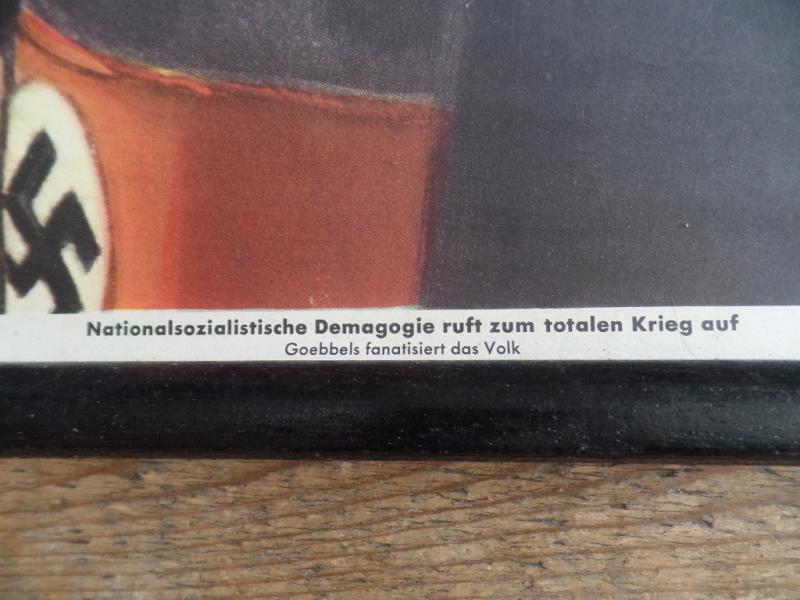 Nationalsozialistische Demagogie ruft zum totalen Krieg auf
Goebbels fanatisiert das Volk